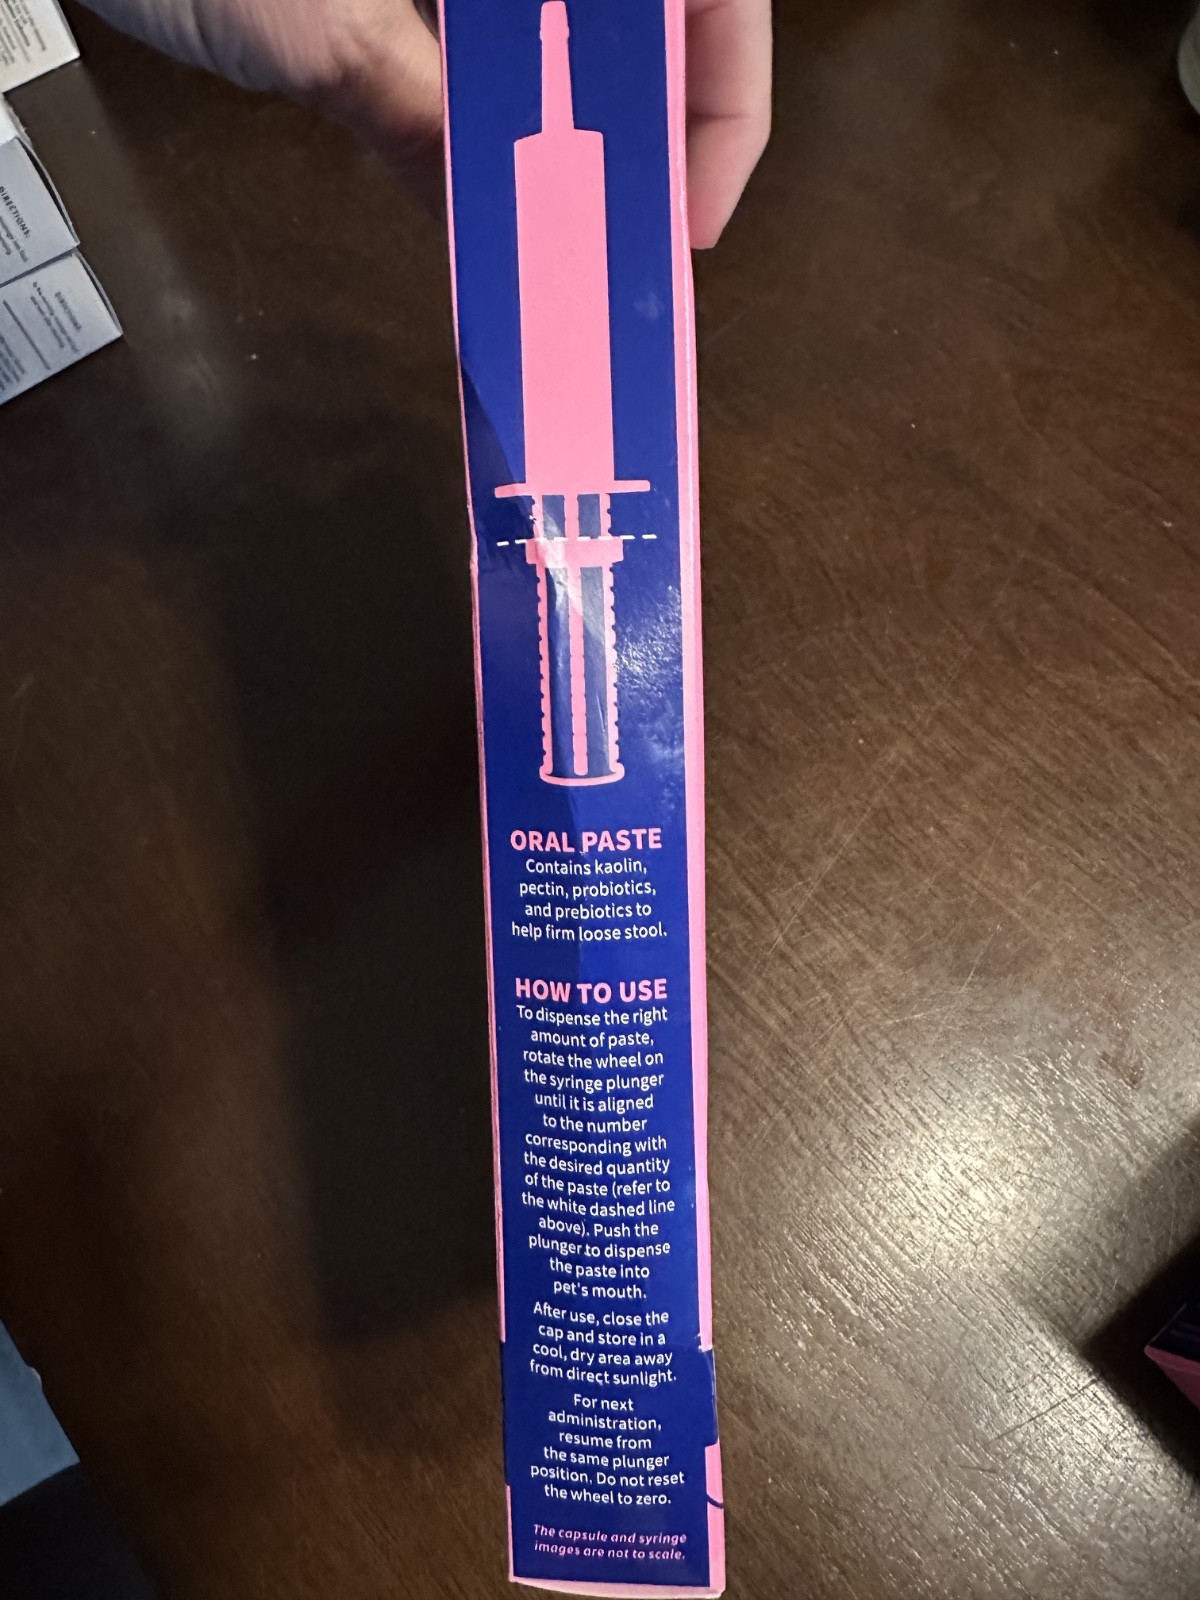 DIRECTIONS
ORAL PASTE
Contains kaolin,
pectin, probiotics,
and prebiotics to
help firm loose stool.
HOW TO USE
To dispense the right
amount of paste,
rotate the wheel on
the syringe plunger
until it is aligned
to the number
corresponding with
the desired quantity
of the paste (refer to
the white dashed line
above). Push the
plunger to dispense
the paste into
pet's mouth.
After use, close the
cap and store in a
cool, dry area away
from direct sunlight.
For next
administration,
resume from
the same plunger
position. Do not reset
the wheel to zero.
The capsule and syringe
images are not to scale.